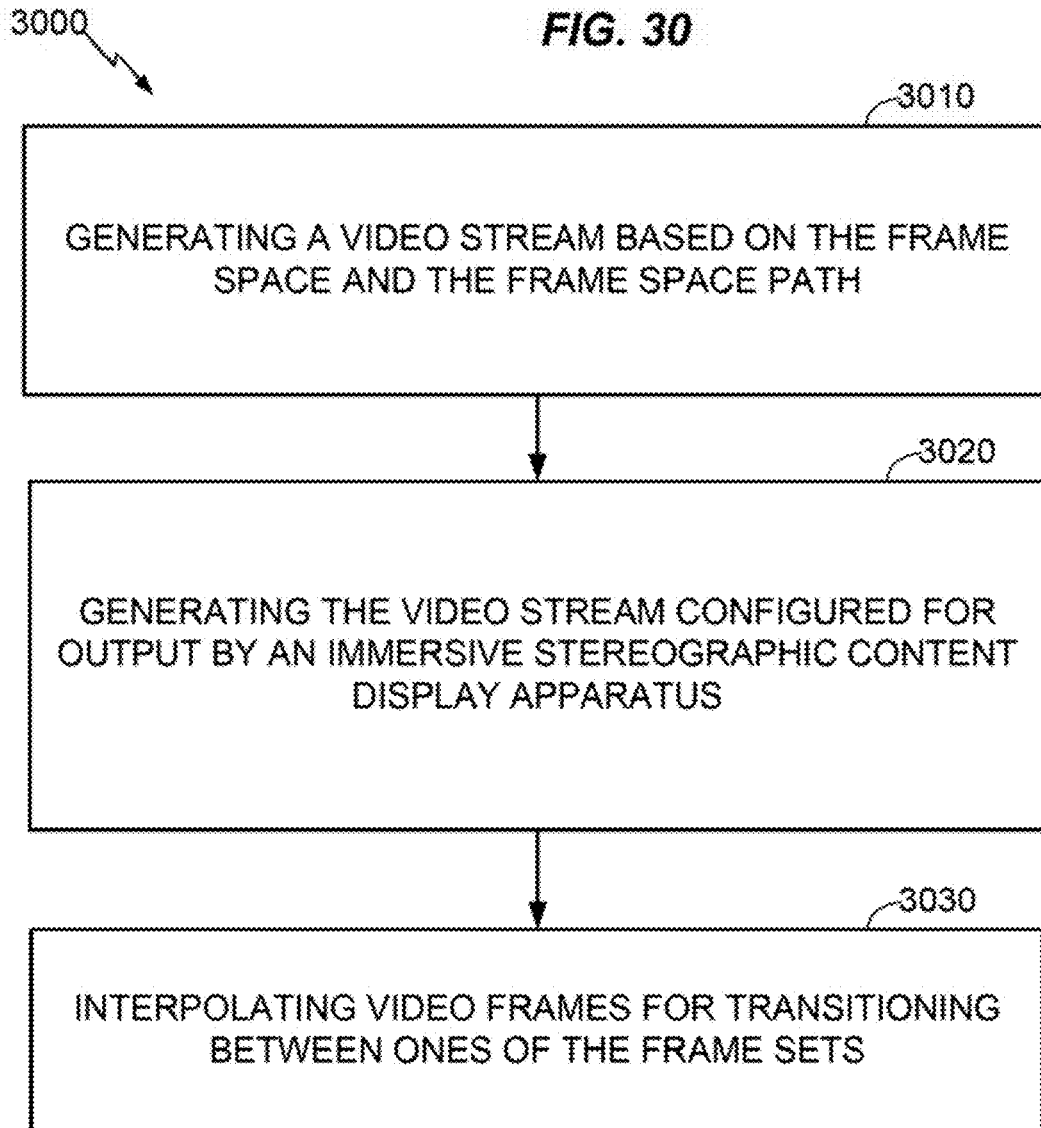 3000
FIG. 30
3010
GENERATING A VIDEO STREAM BASED ON THE FRAME
SPACE AND THE FRAME SPACE PATH
3020
GENERATING THE VIDEO STREAM CONFIGURED FOR
OUTPUT BY AN IMMERSIVE STEREOGRAPHIC CONTENT
DISPLAY APPARATUS
3030
INTERPOLATING VIDEO FRAMES FOR TRANSITIONING
BETWEEN ONES OF THE FRAME SETS